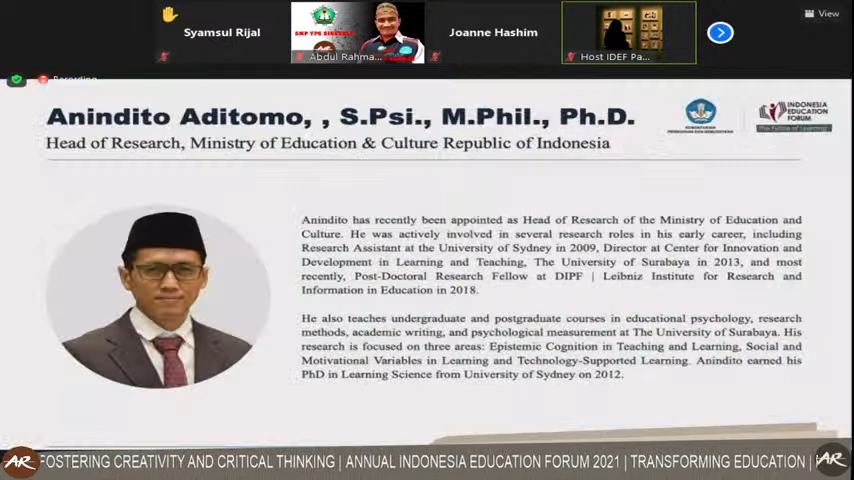 View
Syamsul Rijal
SMP YPS SINGKOLE
Abdul Rahma...
Joanne Hashim
Host IDEF Pa...
Recording
Anindito Aditomo, , S.Psi., M.Phil., Ph.D.
Head of Research, Ministry of Education & Culture Republic of Indonesia
INDONESIA
EDUCATION
FORUM
The Future of Learning
Anindito has recently been appointed as Head of Research of the Ministry of Education and
Culture. He was actively involved in several research roles in his early career, including
Research Assistant at the University of Sydney in 2009, Director at Center for Innovation and
Development in Learning and Teaching, The University of Surabaya in 2013, and most
recently, Post-Doctoral Research Fellow at DIPF | Leibniz Institute for Research and
Information in Education in 2018.
He also teaches undergraduate and postgraduate courses in educational psychology, research
methods, academic writing, and psychological measurement at The University of Surabaya. His
research is focused on three areas: Epistemic Cognition in Teaching and Learning, Social and
Motivational Variables in Learning and Technology-Supported Learning. Anindito earned his
PhD in Learning Science from University of Sydney on 2012.
AR FOSTERING CREATIVITY AND CRITICAL THINKING | ANNUAL INDONESIA EDUCATION FORUM 2021 | TRANSFORMING EDUCATION | AR